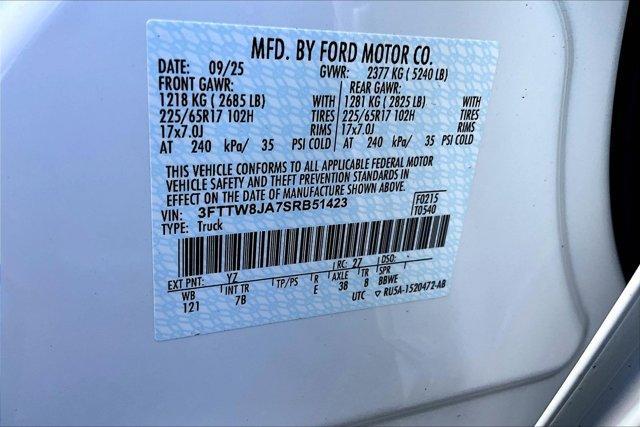 MFD. BY FORD MOTOR CO.
DATE: 09/25 GVWR: 2377 KG ( 5240 LB)
FRONT GAWR: REAR GAWR:
1218 KG ( 2685 LB) WITH 1281 KG ( 2825 LB) WITH
225/65R17 102H TIRES 225/65R17 102H TIRES
17x7.0J RIMS 17x7.0J RIMS
AT 240 kPa/ 35 PSI COLD AT 240 kPa/ 35 PSI COLD
THIS VEHICLE CONFORMS TO ALL APPLICABLE FEDERAL MOTOR
VEHICLE SAFETY AND THEFT PREVENTION STANDARDS IN
EFFECT ON THE DATE OF MANUFACTURE SHOWN ABOVE.
VIN: 3FTTW8JA7SRB51423 F0215
TYPE: Truck T0540
EXT PNT: YZ RC: 27 DSO:
WB INT TR TP/PS R AXLE TR SPR
121 7B E 38 8 BBWE
UTC ▽ RU5A-1520472-AB